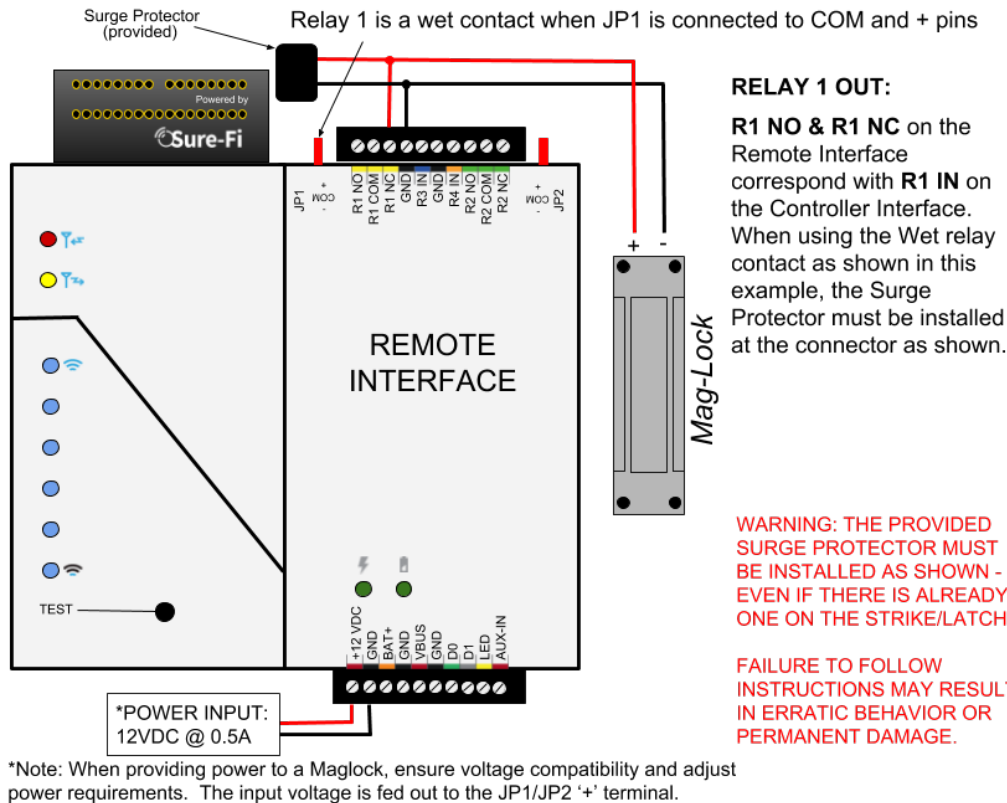 Surge Protector
(provided)
Relay 1 is a wet contact when JP1 is connected to COM and + pins
Powered by
Sure-Fi
RELAY 1 OUT:
R1 NO & R1 NC on the
Remote Interface
correspond with R1 IN on
the Controller Interface.
When using the Wet relay
contact as shown in this
example, the Surge
Protector must be installed
at the connector as shown.
JP1
+
COM
-
R1 NO
R1 COM
R1 NC
GND
R3 IN
GND
R4 IN
R2 NO
R2 COM
R2 NC
+
COM
-
JP2
+ -
Mag-Lock
REMOTE
INTERFACE
WARNING: THE PROVIDED
SURGE PROTECTOR MUST
BE INSTALLED AS SHOWN -
EVEN IF THERE IS ALREADY
ONE ON THE STRIKE/LATCH
FAILURE TO FOLLOW
INSTRUCTIONS MAY RESULT
IN ERRATIC BEHAVIOR OR
PERMANENT DAMAGE.
TEST
+12 VDC
GND
BAT+
GND
VBUS
GND
D0
D1
LED
AUX-IN
*POWER INPUT:
12VDC @ 0.5A
*Note: When providing power to a Maglock, ensure voltage compatibility and adjust
power requirements. The input voltage is fed out to the JP1/JP2 ‘+’ terminal.